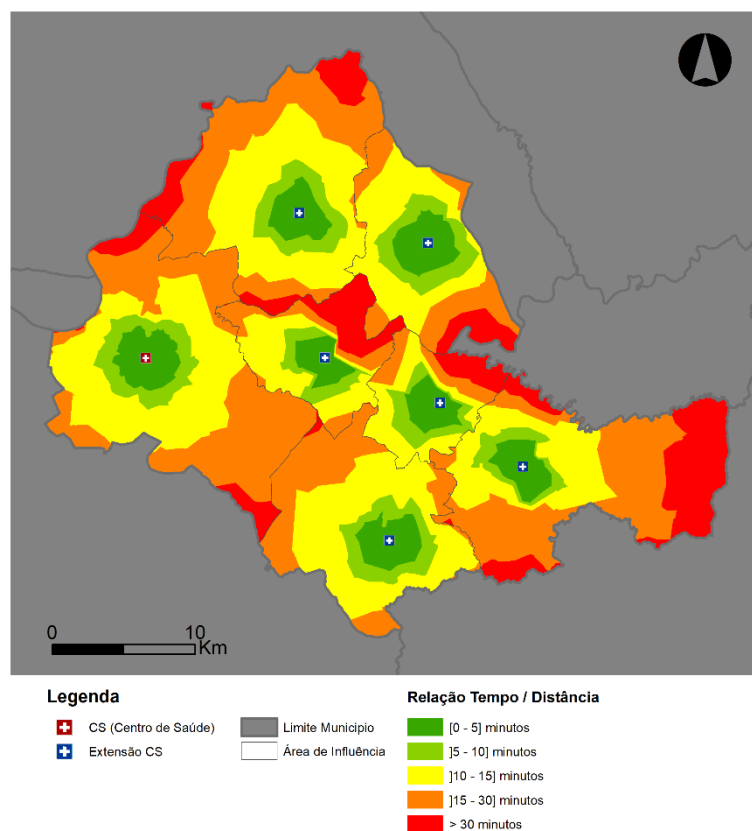 0 10
Km
Legenda
CS (Centro de Saúde)
Extensão CS
Limite Municipio
Área de Influência
Relação Tempo / Distância
[0 - 5] minutos
]5 - 10] minutos
]10 - 15] minutos
]15 - 30] minutos
> 30 minutos